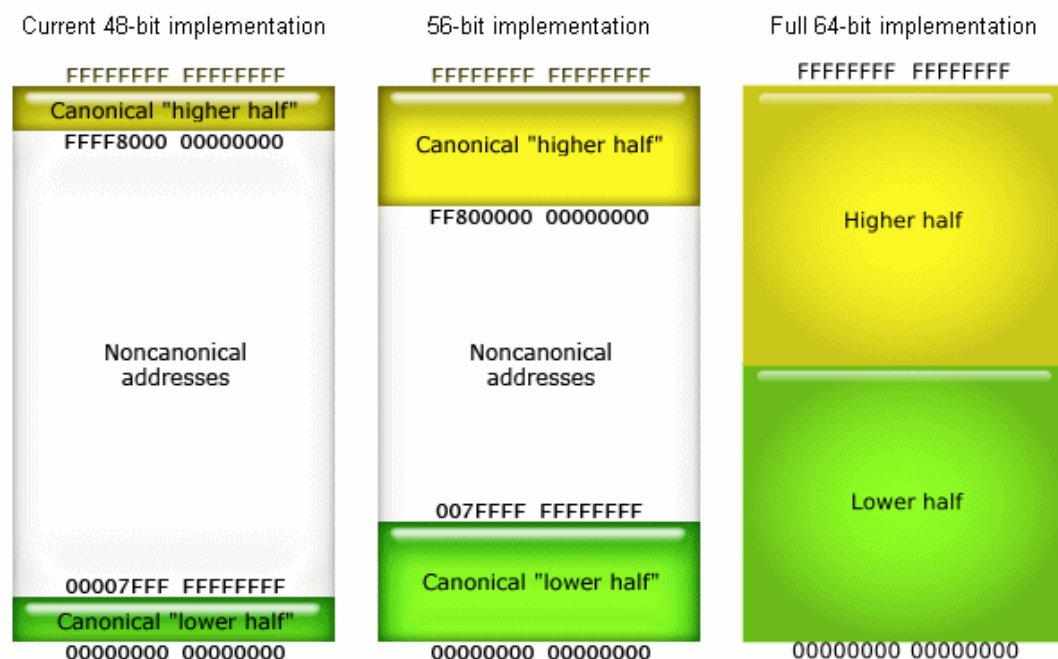 Current 48-bit implementation
FFFFFFFF FFFFFFFF
Canonical "higher half"
FFFF8000 00000000
Noncanonical
addresses
00007FFF FFFFFFFF
Canonical "lower half"
00000000 00000000
56-bit implementation
FFFFFFFF FFFFFFFF
Canonical "higher half"
FF800000 00000000
Noncanonical
addresses
007FFFF FFFFFFFF
Canonical "lower half"
00000000 00000000
Full 64-bit implementation
FFFFFFFF FFFFFFFF
Higher half
Lower half
00000000 00000000